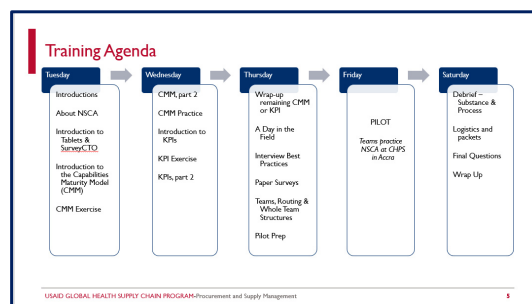 Training Agenda
Tuesday
Introductions
About NSCA
Introduction to
Tablets &
SurveyCTO
Introduction to
the Capabilities
Maturity Model
(CMM)
CMM Exercise
Wednesday
CMM, part 2
CMM Practice
Introduction to
KPIs
KPI Exercise
KPIs, part 2
Thursday
Wrap-up
remaining CMM
or KPI
A Day in the
Field
Interview Best
Practices
Paper Surveys
Teams, Routing &
Whole Team
Structures
Pilot Prep
Friday
PILOT
Teams practice
NSCA at CHPS
in Accra
Saturday
Debrief –
Substance &
Process
Logistics and
packets
Final Questions
Wrap Up
USAID GLOBAL HEALTH SUPPLY CHAIN PROGRAM-Procurement and Supply Management
5